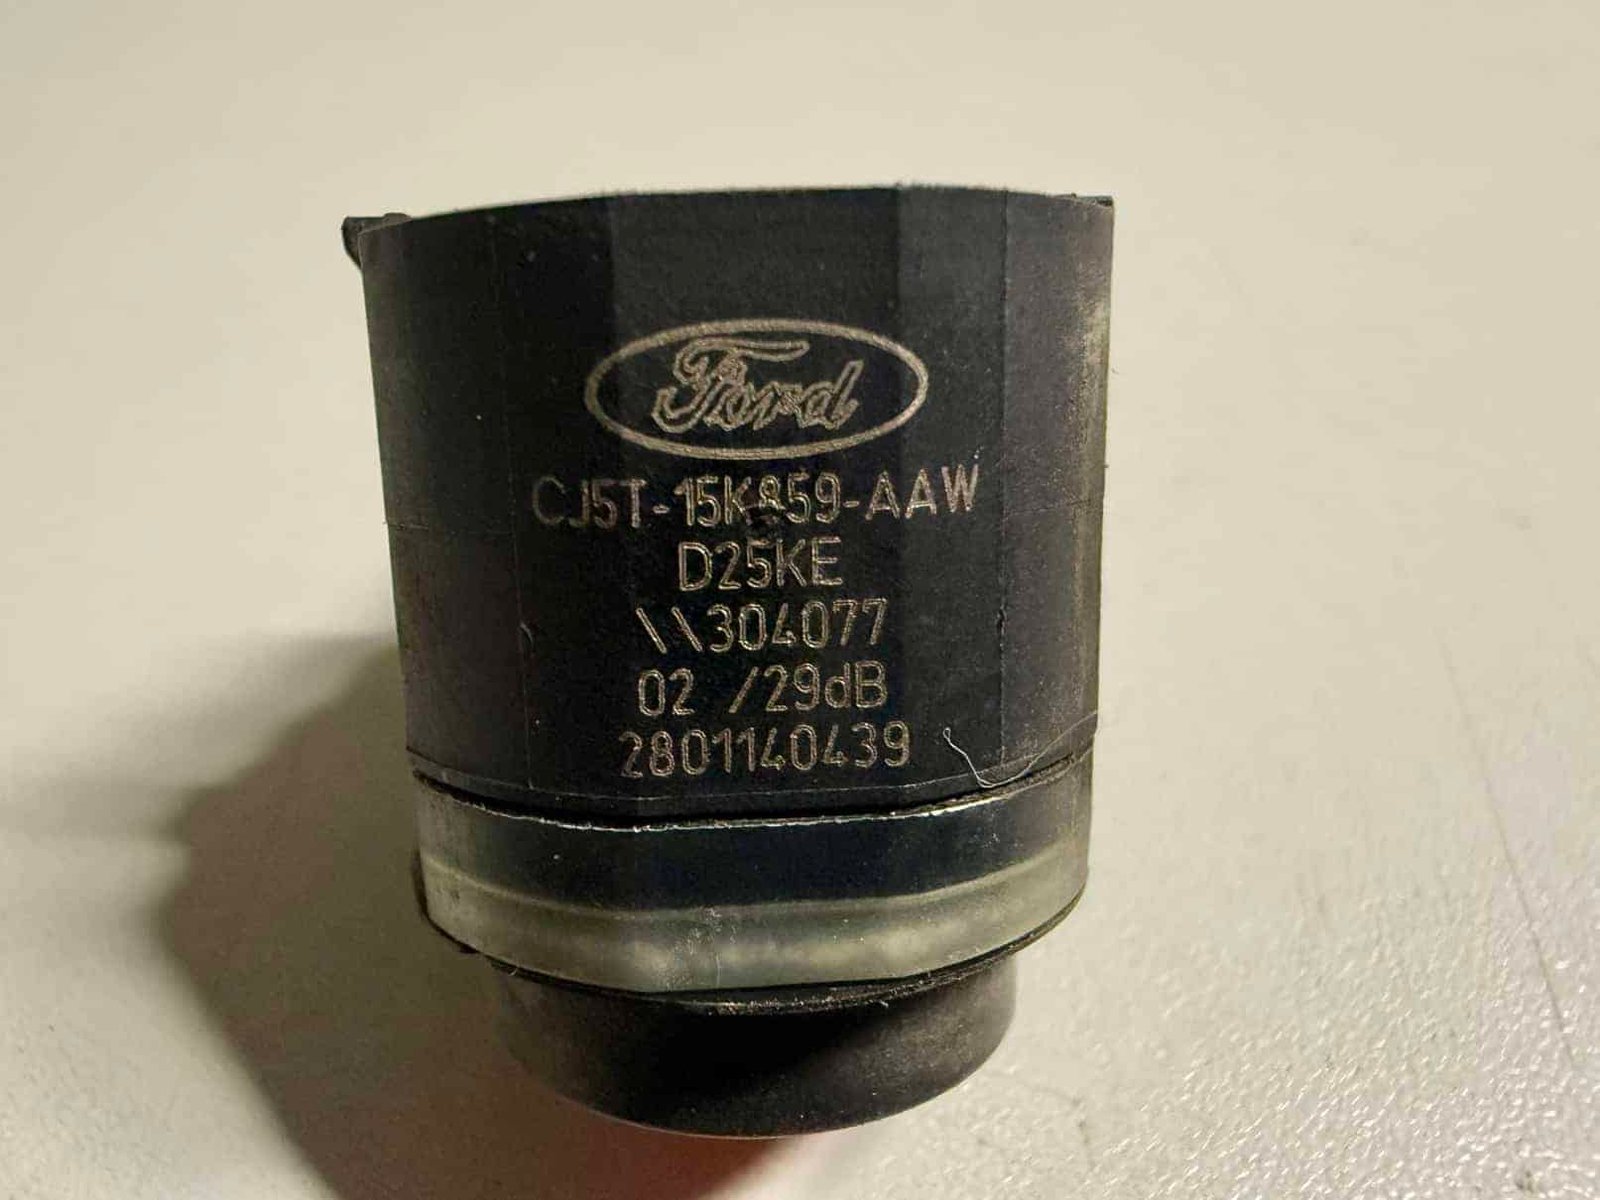 Ford
CJ5T-15K859-AAW
D25KE
\\304077
02 /29dB
2801140439